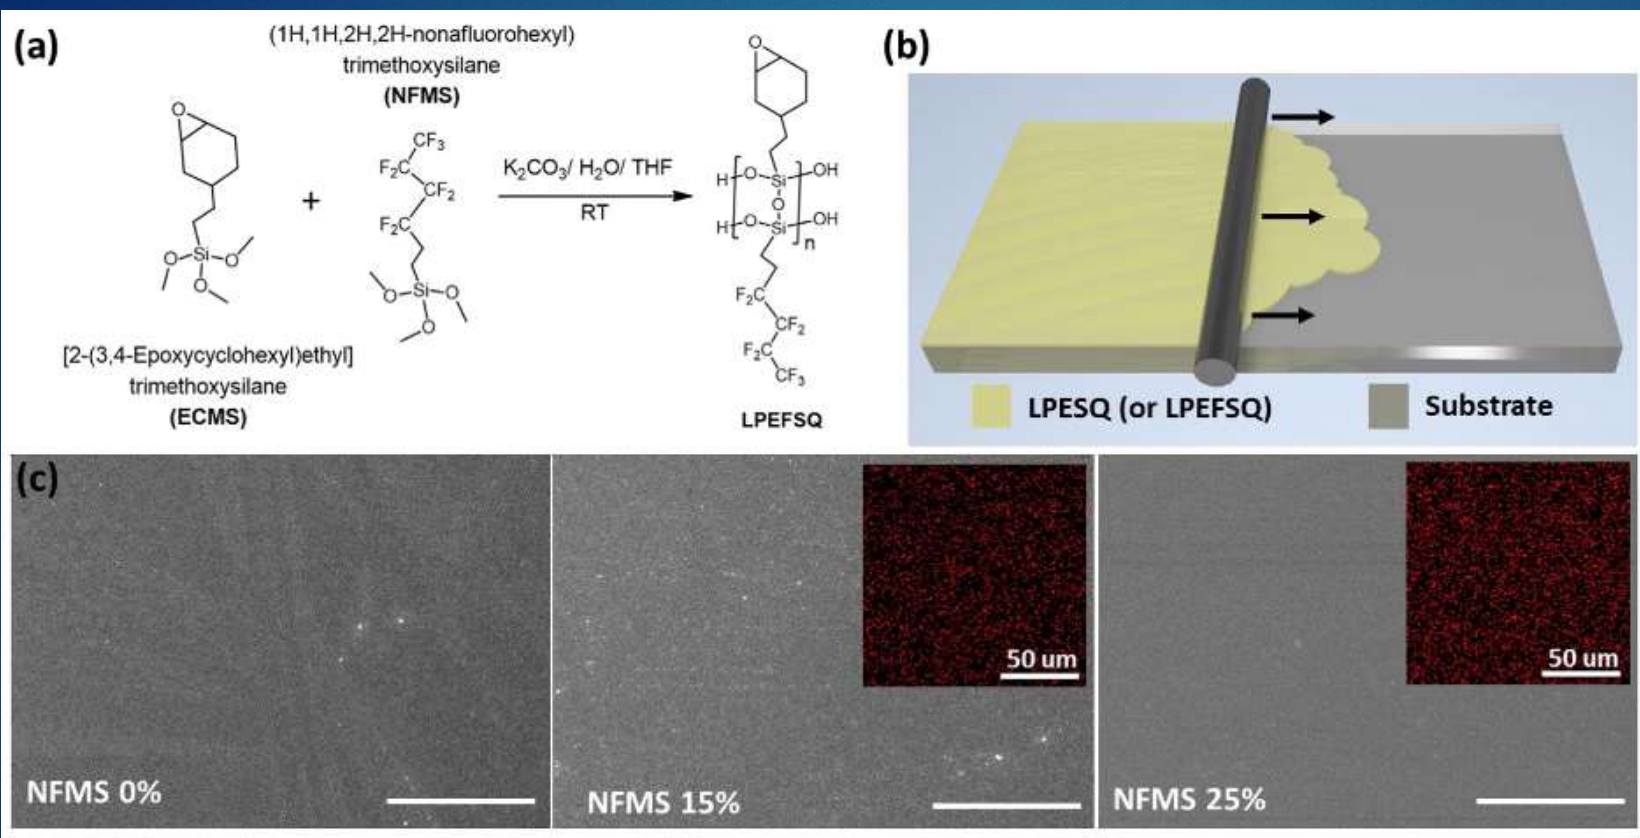 (a)
(1H,1H,2H,2H-nonafluorohexyl)
trimethoxysilane
(NFMS)
O
Si
O
O
O
[2-(3,4-Epoxycyclohexyl)ethyl]
trimethoxysilane
(ECMS)
+
CF₃
F₂C
CF₂
F₂C
Si
O
O
O
K₂CO₃/ H₂O/ THF
RT
O
H O Si OH
O
H O Si OH
n
F₂C
CF₂
F₂C
CF₃
LPEFSQ
(b)
LPESQ (or LPEFSQ)
Substrate
(c)
NFMS 0%
50 um
NFMS 15%
50 um
NFMS 25%